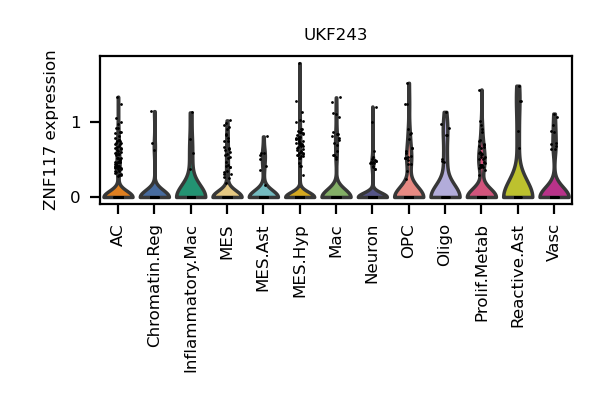 UKF243
ZNF117 expression
1
0
AC
Chromatin.Reg
Inflammatory.Mac
MES
MES.Ast
MES.Hyp
Mac
Neuron
OPC
Oligo
Prolif.Metab
Reactive.Ast
Vasc